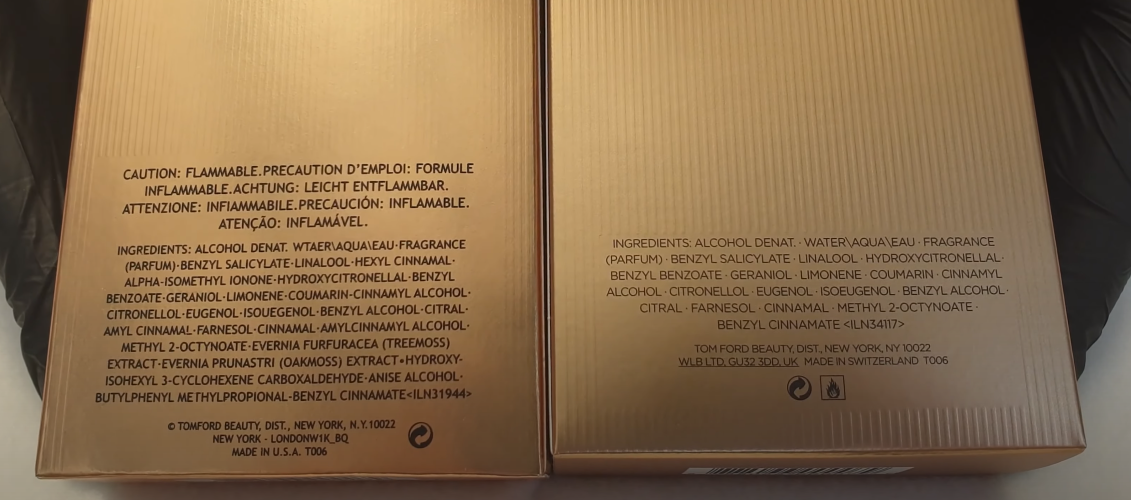 CAUTION: FLAMMABLE.PRECAUTION D'EMPLOI: FORMULE
INFLAMMABLE.ACHTUNG: LEICHT ENTFLAMMBAR.
ATTENZIONE: INFIAMMABILE.PRECAUCIÓN: INFLAMABLE.
ATENÇÃO: INFLAMÁVEL.
INGREDIENTS: ALCOHOL DENAT. WTAER\AQUA\EAU·FRAGRANCE
(PARFUM)·BENZYL SALICYLATE·LINALOOL·HEXYL CINNAMAL·
ALPHA-ISOMETHYL IONONE·HYDROXYCITRONELLAL·BENZYL
BENZOATE·GERANIOL·LIMONENE·COUMARIN·CINNAMYL ALCOHOL·
CITRONELLOL·EUGENOL·ISOUEGENOL·BENZYL ALCOHOL·CITRAL·
AMYL CINNAMAL·FARNESOL·CINNAMAL·AMYLCINNAMYL ALCOHOL·
METHYL 2-OCTYNOATE·EVERNIA FURFURACEA (TREEMOSS)
EXTRACT·EVERNIA PRUNASTRI (OAKMOSS) EXTRACT•HYDROXY-
ISOHEXYL 3-CYCLOHEXENE CARBOXALDEHYDE·ANISE ALCOHOL·
BUTYLPHENYL METHYLPROPIONAL·BENZYL CINNAMATE<ILN31944>
© TOMFORD BEAUTY, DIST., NEW YORK, N.Y.10022
NEW YORK - LONDONW1K_BQ
MADE IN U.S.A. T006
INGREDIENTS: ALCOHOL DENAT. · WATER\AQUA\EAU · FRAGRANCE
(PARFUM) · BENZYL SALICYLATE · LINALOOL · HYDROXYCITRONELLAL ·
BENZYL BENZOATE · GERANIOL · LIMONENE · COUMARIN · CINNAMYL
ALCOHOL · CITRONELLOL · EUGENOL · ISOEUGENOL · BENZYL ALCOHOL ·
CITRAL · FARNESOL · CINNAMAL · METHYL 2-OCTYNOATE ·
BENZYL CINNAMATE <ILN34117>
TOM FORD BEAUTY, DIST., NEW YORK, NY 10022
WLB LTD, GU32 3DD, UK MADE IN SWITZERLAND T006